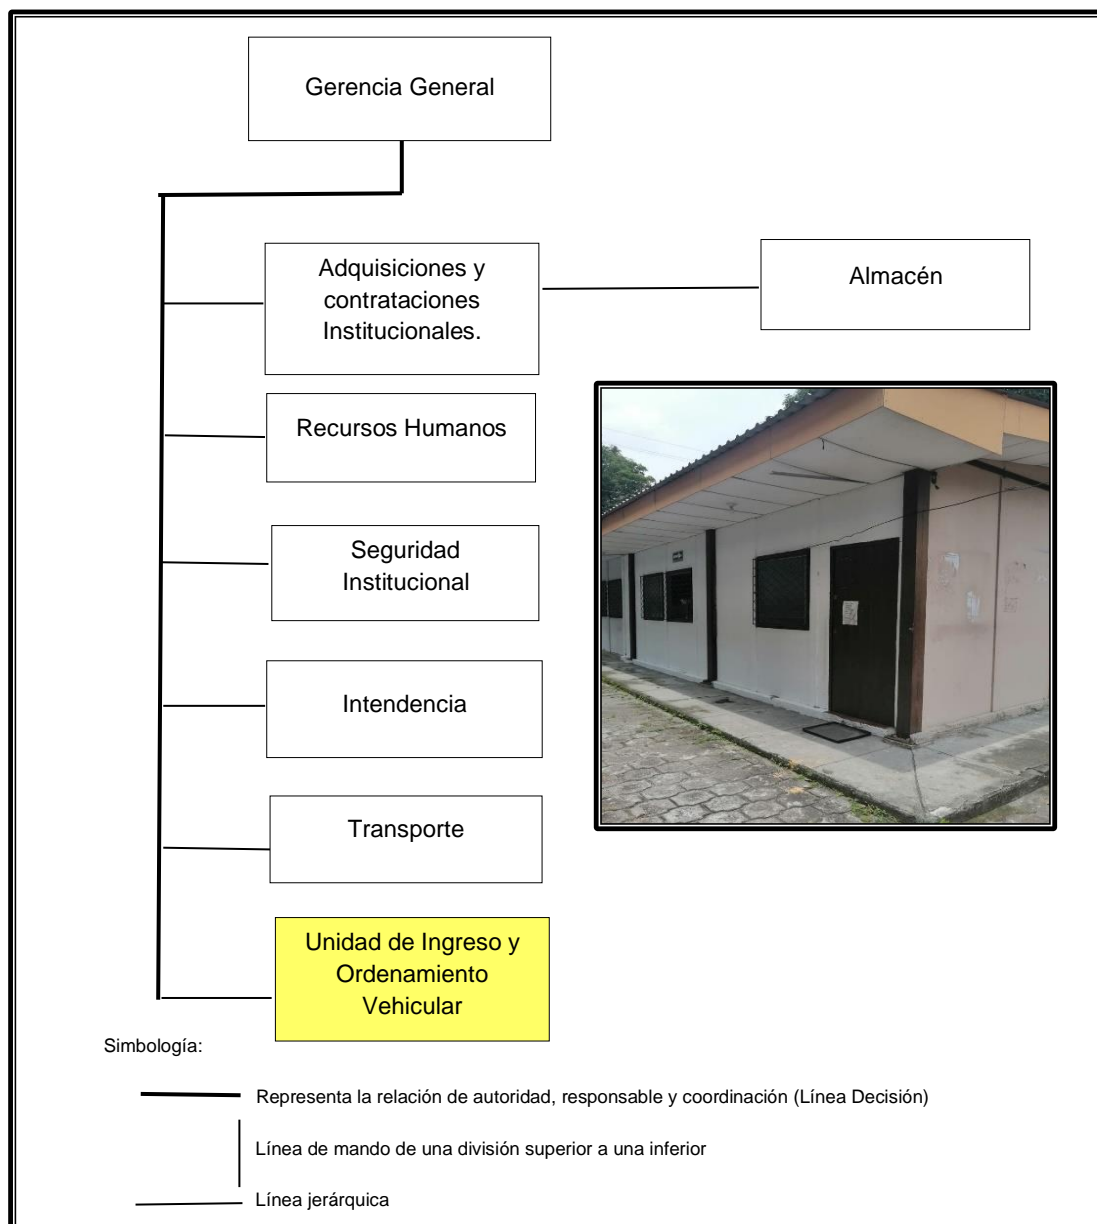 Gerencia General
Adquisiciones y
contrataciones
Institucionales.
Almacén
Recursos Humanos
Seguridad
Institucional
Intendencia
Transporte
Unidad de Ingreso y
Ordenamiento
Vehicular
Simbología:
Representa la relación de autoridad, responsable y coordinación (Línea Decisión)
Línea de mando de una división superior a una inferior
Línea jerárquica